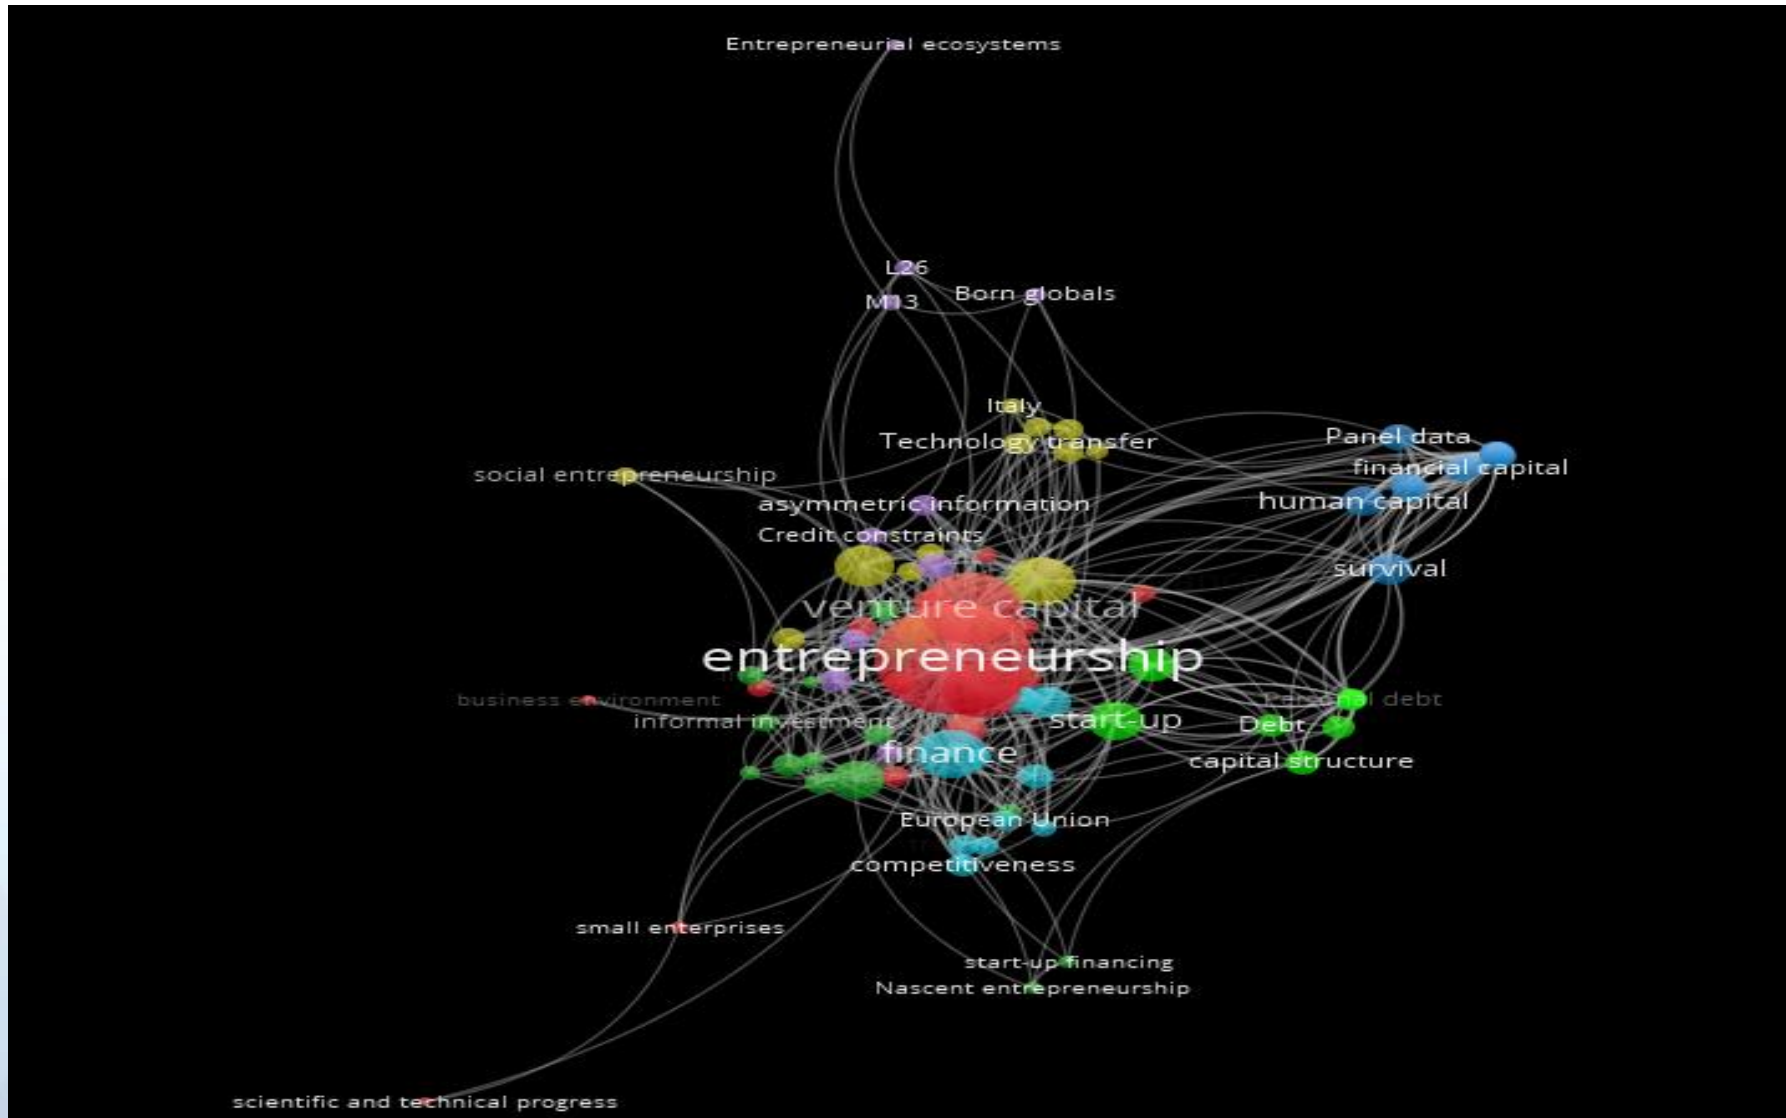 Entrepreneurial ecosystems
L26
Born globals
M13
Italy
Panel data
Technology transfer
financial capital
social entrepreneurship
human capital
asymmetric information
Credit constraints
survival
venture capital
entrepreneurship
business environment
Personal debt
informal investment
start-up
Debt
finance
capital structure
European Union
competitiveness
small enterprises
start-up financing
Nascent entrepreneurship
scientific and technical progress